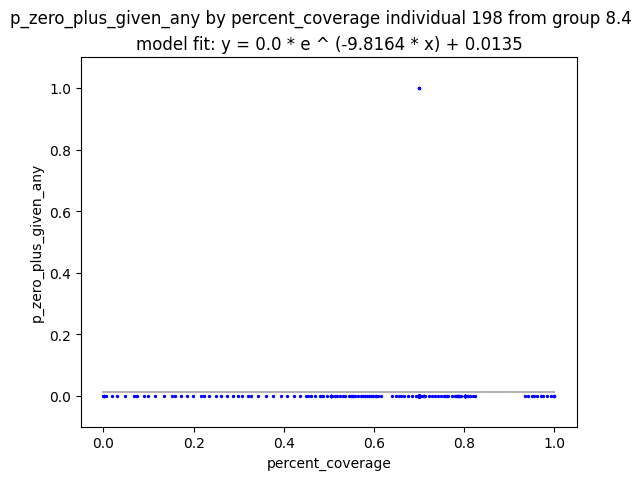 p_zero_plus_given_any by percent_coverage individual 198 from group 8.4
model fit: y = 0.0 * e ^ (-9.8164 * x) + 0.0135
1.0
0.8
0.6
0.4
0.2
0.0
p_zero_plus_given_any
0.0 0.2 0.4 0.6 0.8 1.0
percent_coverage